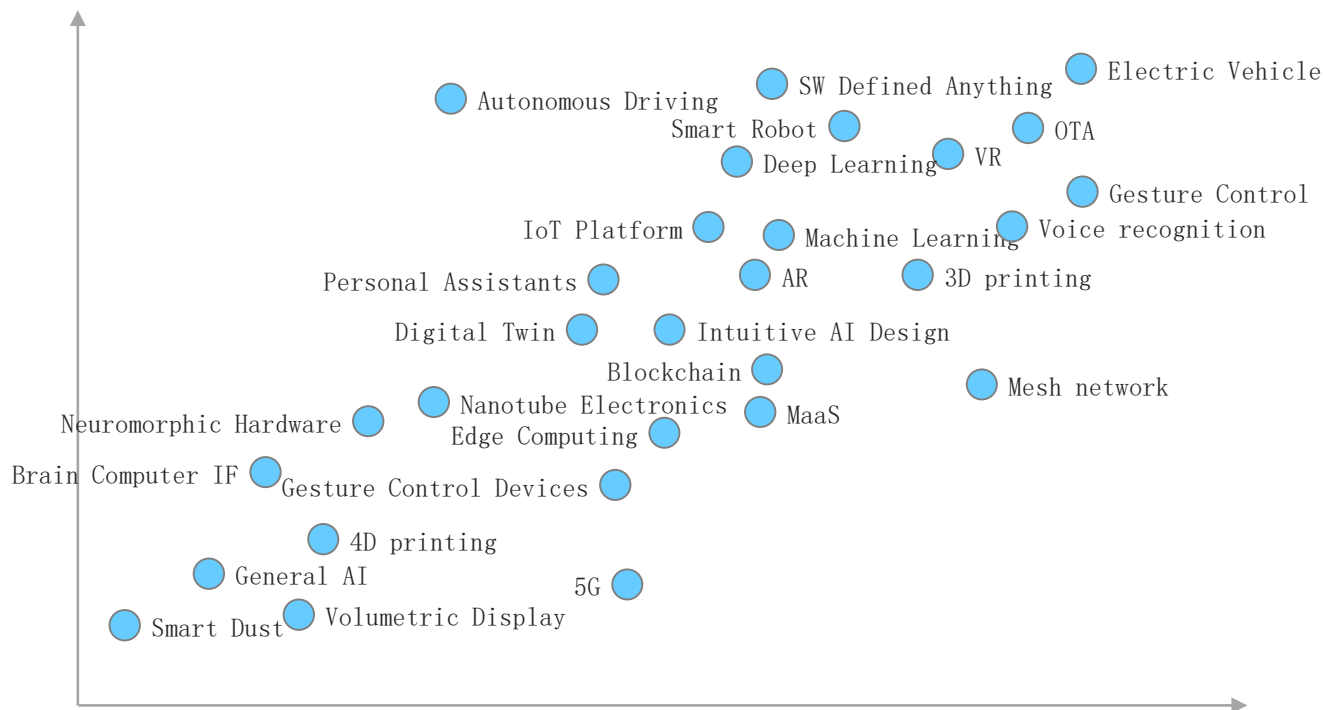 Electric Vehicle
SW Defined Anything
Autonomous Driving
Smart Robot
OTA
VR
Deep Learning
Gesture Control
IoT Platform
Machine Learning
Voice recognition
Personal Assistants
AR
3D printing
Digital Twin
Intuitive AI Design
Blockchain
Mesh network
Nanotube Electronics
MaaS
Neuromorphic Hardware
Edge Computing
Brain Computer IF
Gesture Control Devices
4D printing
General AI
5G
Volumetric Display
Smart Dust